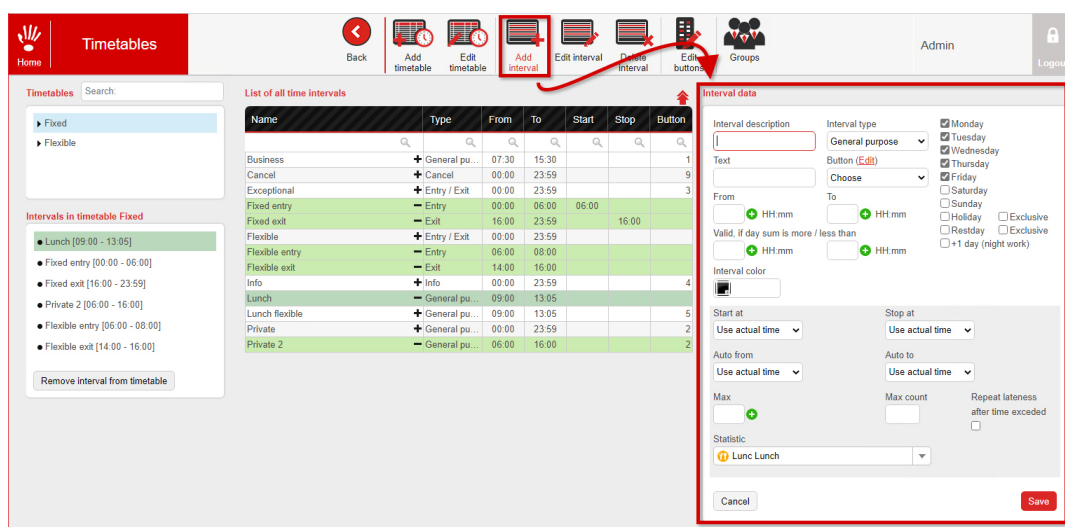 Home
Timetables
Back
Add timetable
Edit timetable
Add interval
Edit interval
Delete interval
Edit buttons
Groups
Admin
Logou
Timetables Search:
Fixed
Flexible
Intervals in timetable Fixed
Lunch [09:00 - 13:05]
Fixed entry [00:00 - 06:00]
Fixed exit [16:00 - 23:59]
Private 2 [06:00 - 16:00]
Flexible entry [06:00 - 08:00]
Flexible exit [14:00 - 16:00]
Remove interval from timetable
List of all time intervals
Name Type From To Start Stop Button
Business + General pu... 07:30 15:30 1
Cancel + Cancel 00:00 23:59 9
Exceptional + Entry / Exit 00:00 23:59 3
Fixed entry − Entry 00:00 06:00 06:00
Fixed exit − Exit 16:00 23:59 16:00
Flexible + Entry / Exit 00:00 23:59
Flexible entry − Entry 06:00 08:00
Flexible exit − Exit 14:00 16:00
Info + Info 00:00 23:59 4
Lunch − General pu... 09:00 13:05
Lunch flexible + General pu... 09:00 13:05 5
Private + General pu... 00:00 23:59 2
Private 2 − General pu... 06:00 16:00 2
Interval data
Interval description Interval type
General purpose
Text Button (Edit)
Choose
From To
HH:mm HH:mm
Valid, if day sum is more / less than
HH:mm HH:mm
Interval color
Monday
Tuesday
Wednesday
Thursday
Friday
Saturday
Sunday
Holiday Exclusive
Restday Exclusive
+1 day (night work)
Start at Stop at
Use actual time Use actual time
Auto from Auto to
Use actual time Use actual time
Max Max count Repeat lateness
after time exceded
Statistic
Lunc Lunch
Cancel Save